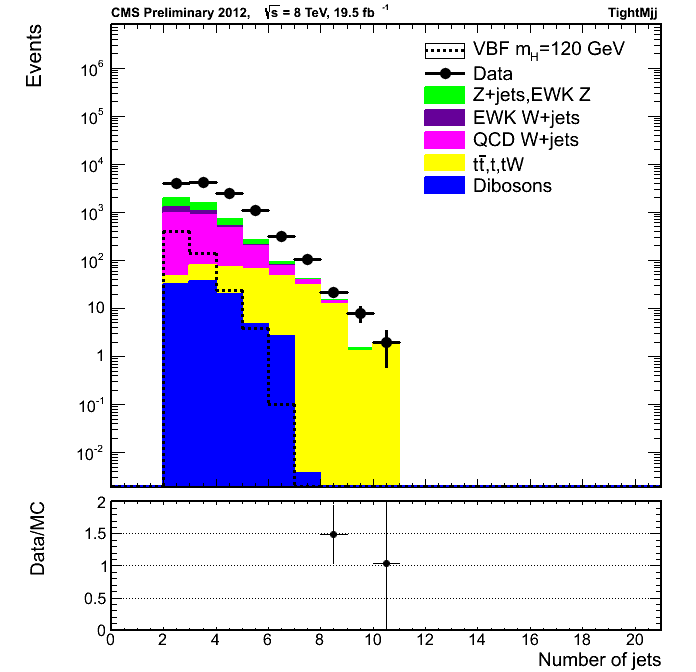 CMS Preliminary 2012, √s = 8 TeV, 19.5 fb⁻¹ TightMjj
Events
10⁶
10⁵
10⁴
10³
10²
10
1
10⁻¹
10⁻²
VBF m_H=120 GeV
Data
Z+jets,EWK Z
EWK W+jets
QCD W+jets
tt̄,t,tW
Dibosons
Data/MC
2
1.5
1
0.5
0
0 2 4 6 8 10 12 14 16 18 20
Number of jets